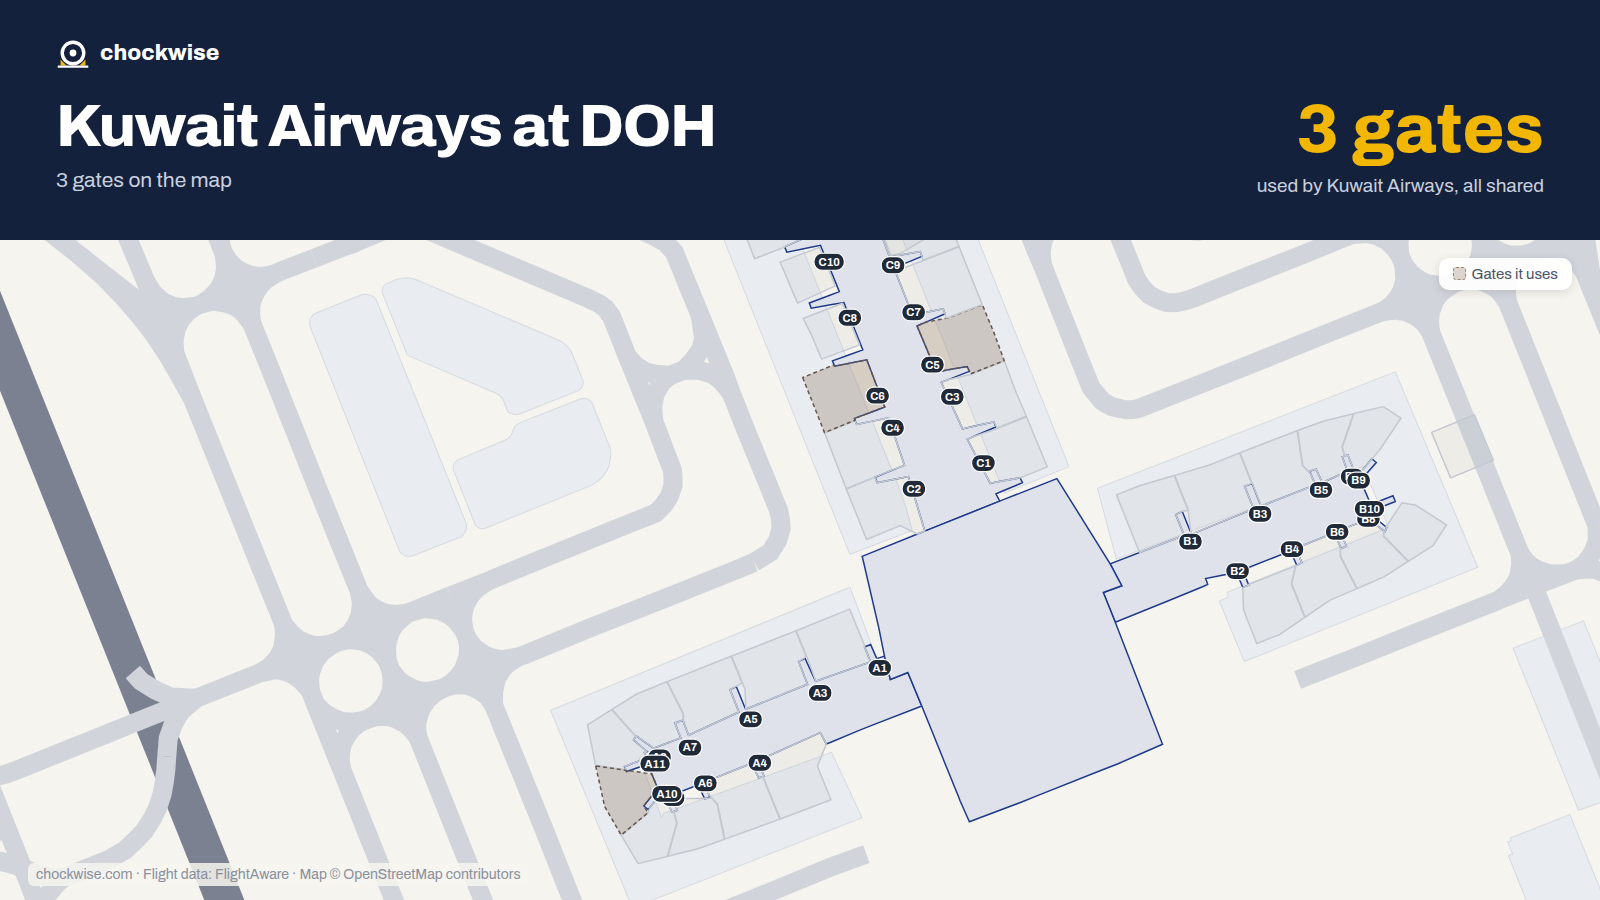 chockwise
Kuwait Airways at DOH
3 gates on the map
3 gates
used by Kuwait Airways, all shared
Gates it uses
C10
C9
C8
C7
C5
C6
C3
C4
C1
C2
B9
B5
B10
B3
B6
B1
B4
B2
A1
A3
A5
A7
A11
A4
A6
A10
chockwise.com · Flight data: FlightAware · Map © OpenStreetMap contributors